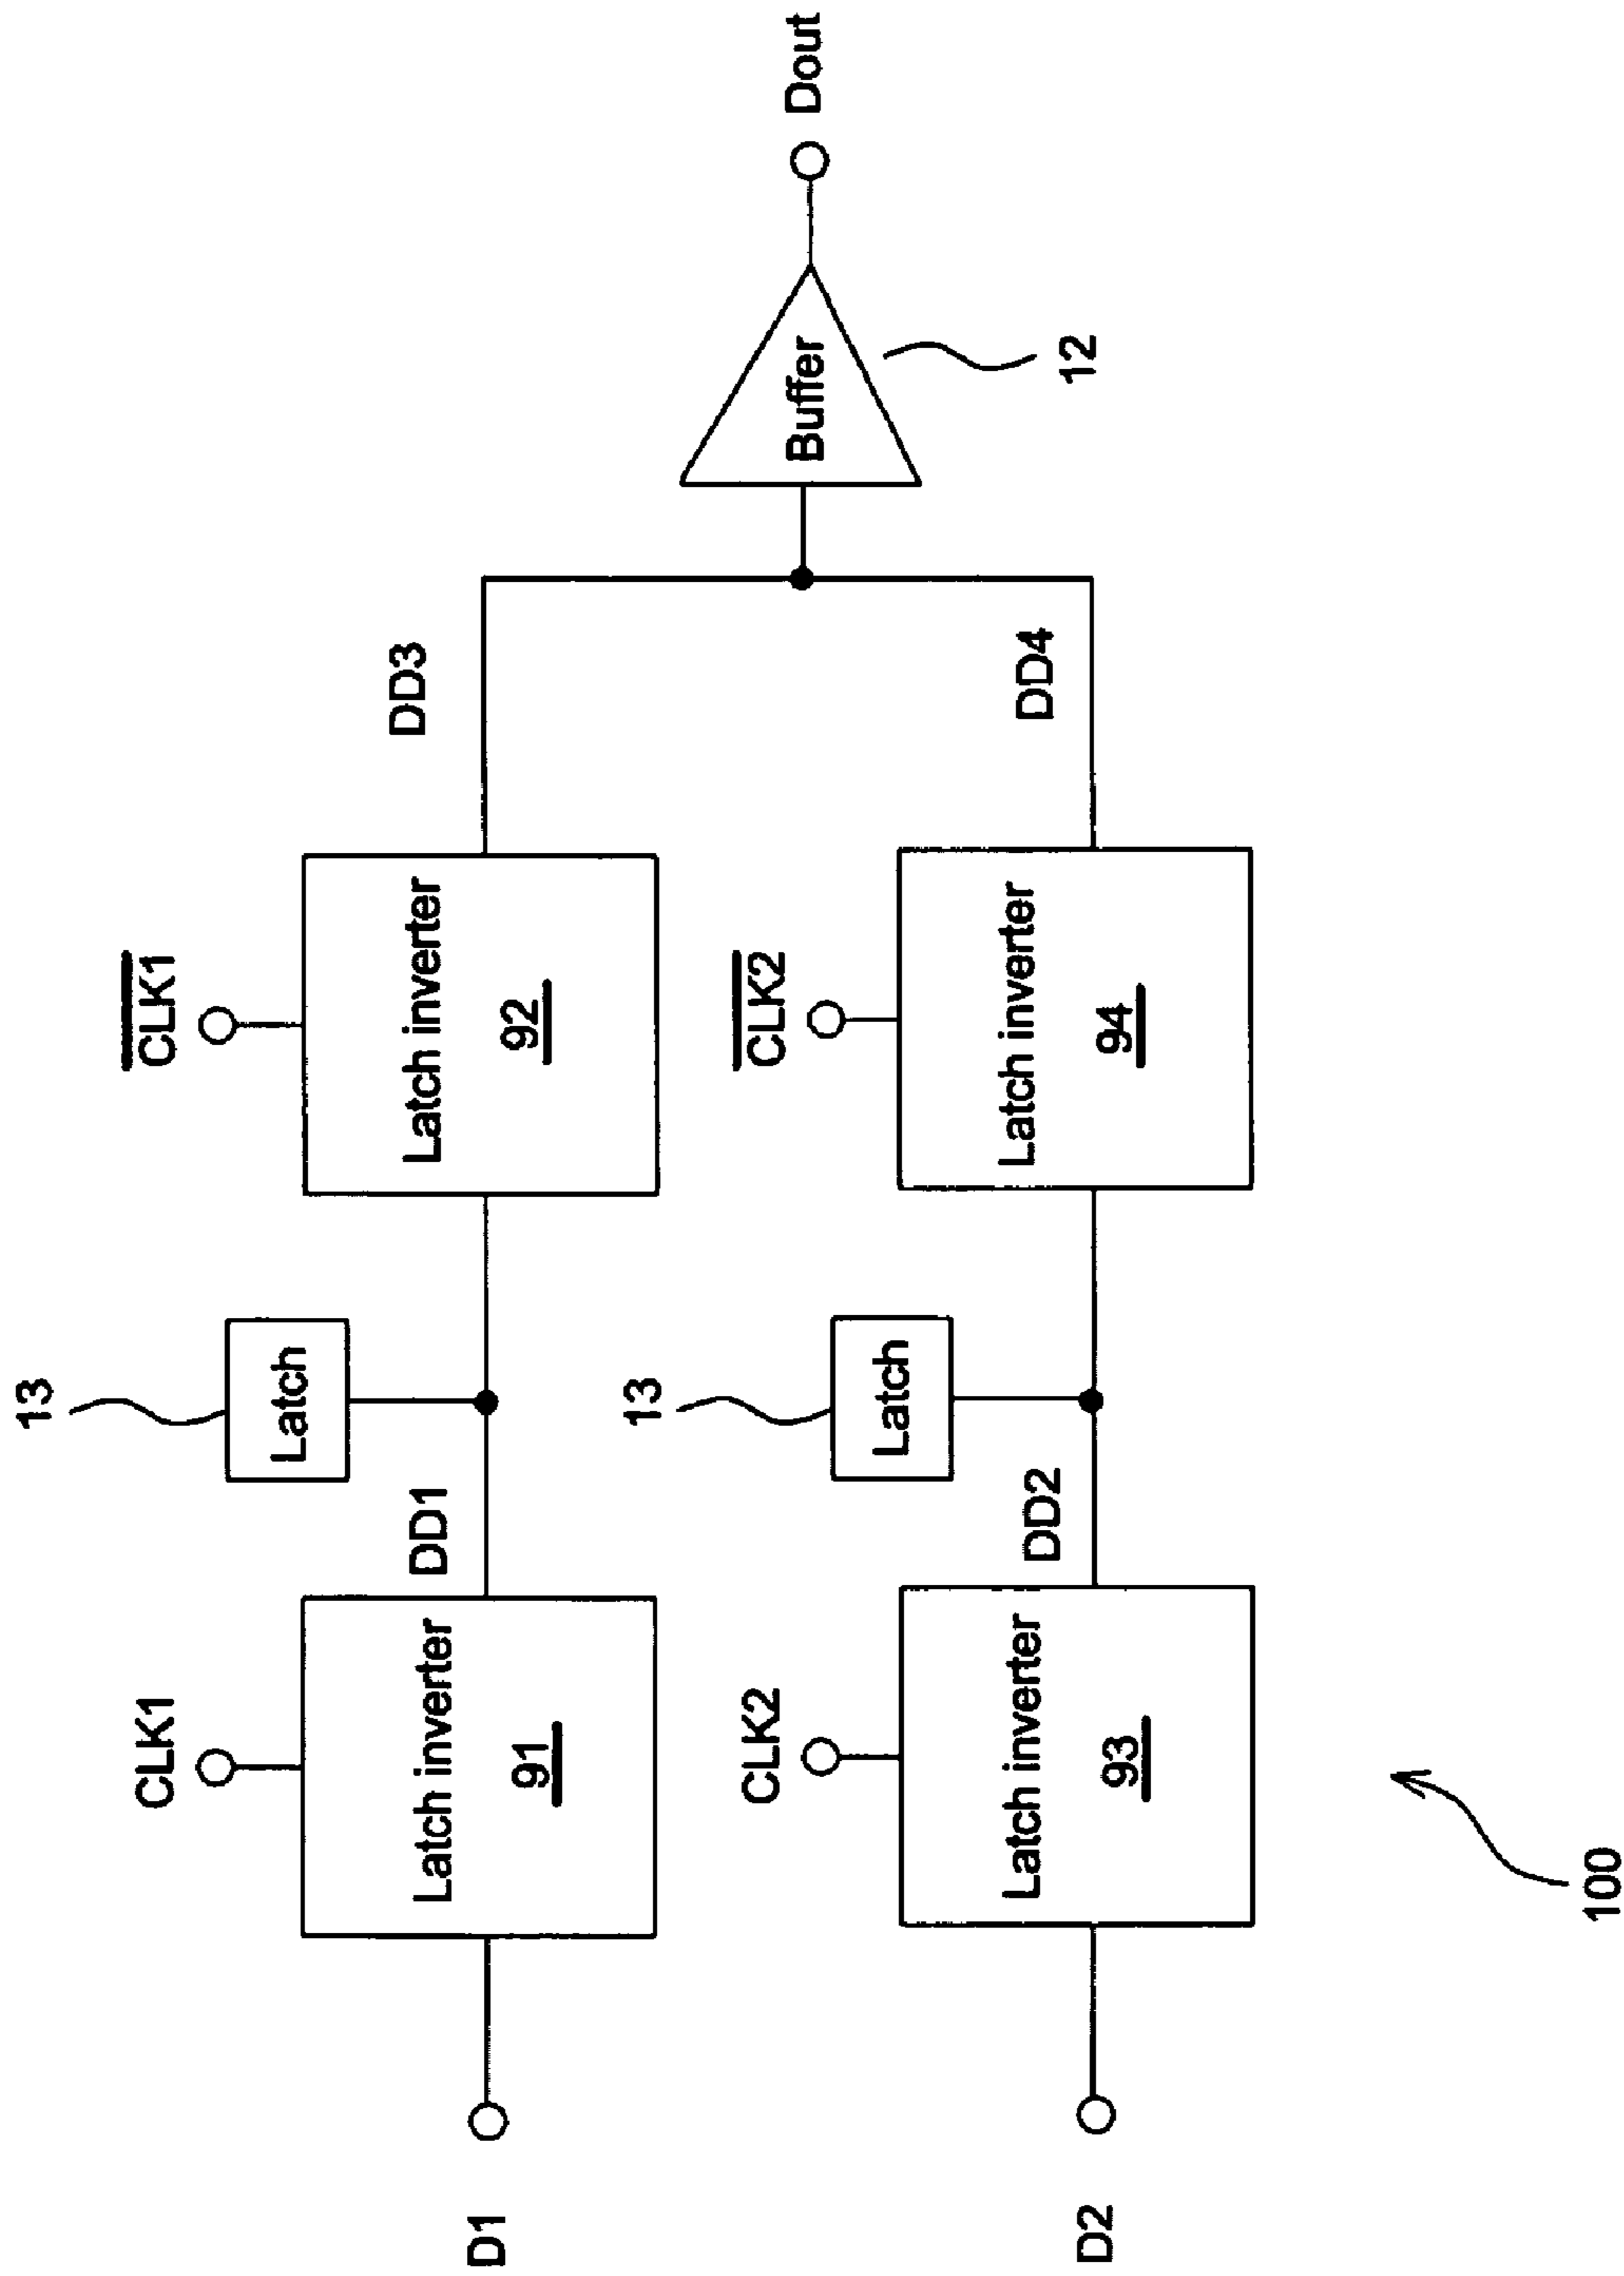 13
CLK1
CLK1
DD1
Latch
DD3
Latch inverter
91
Latch inverter
92
D1
Buffer
Dout
12
13
CLK2
CLK2
DD2
Latch
DD4
Latch inverter
93
Latch inverter
94
D2
100